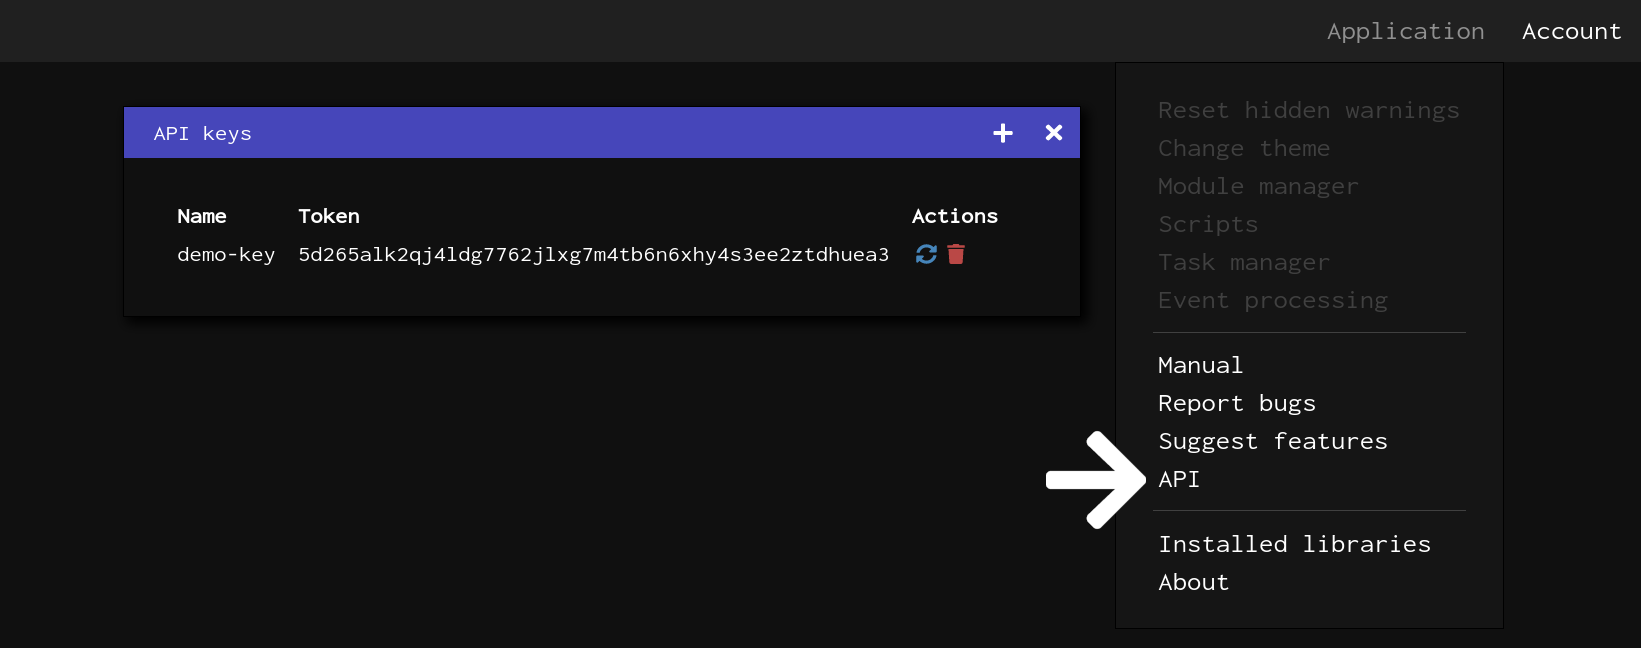 Application Account
API keys
Name Token Actions
demo-key 5d265alk2qj4ldg7762jlxg7m4tb6n6xhy4s3ee2ztdhuea3
Reset hidden warnings
Change theme
Module manager
Scripts
Task manager
Event processing
Manual
Report bugs
Suggest features
API
Installed libraries
About